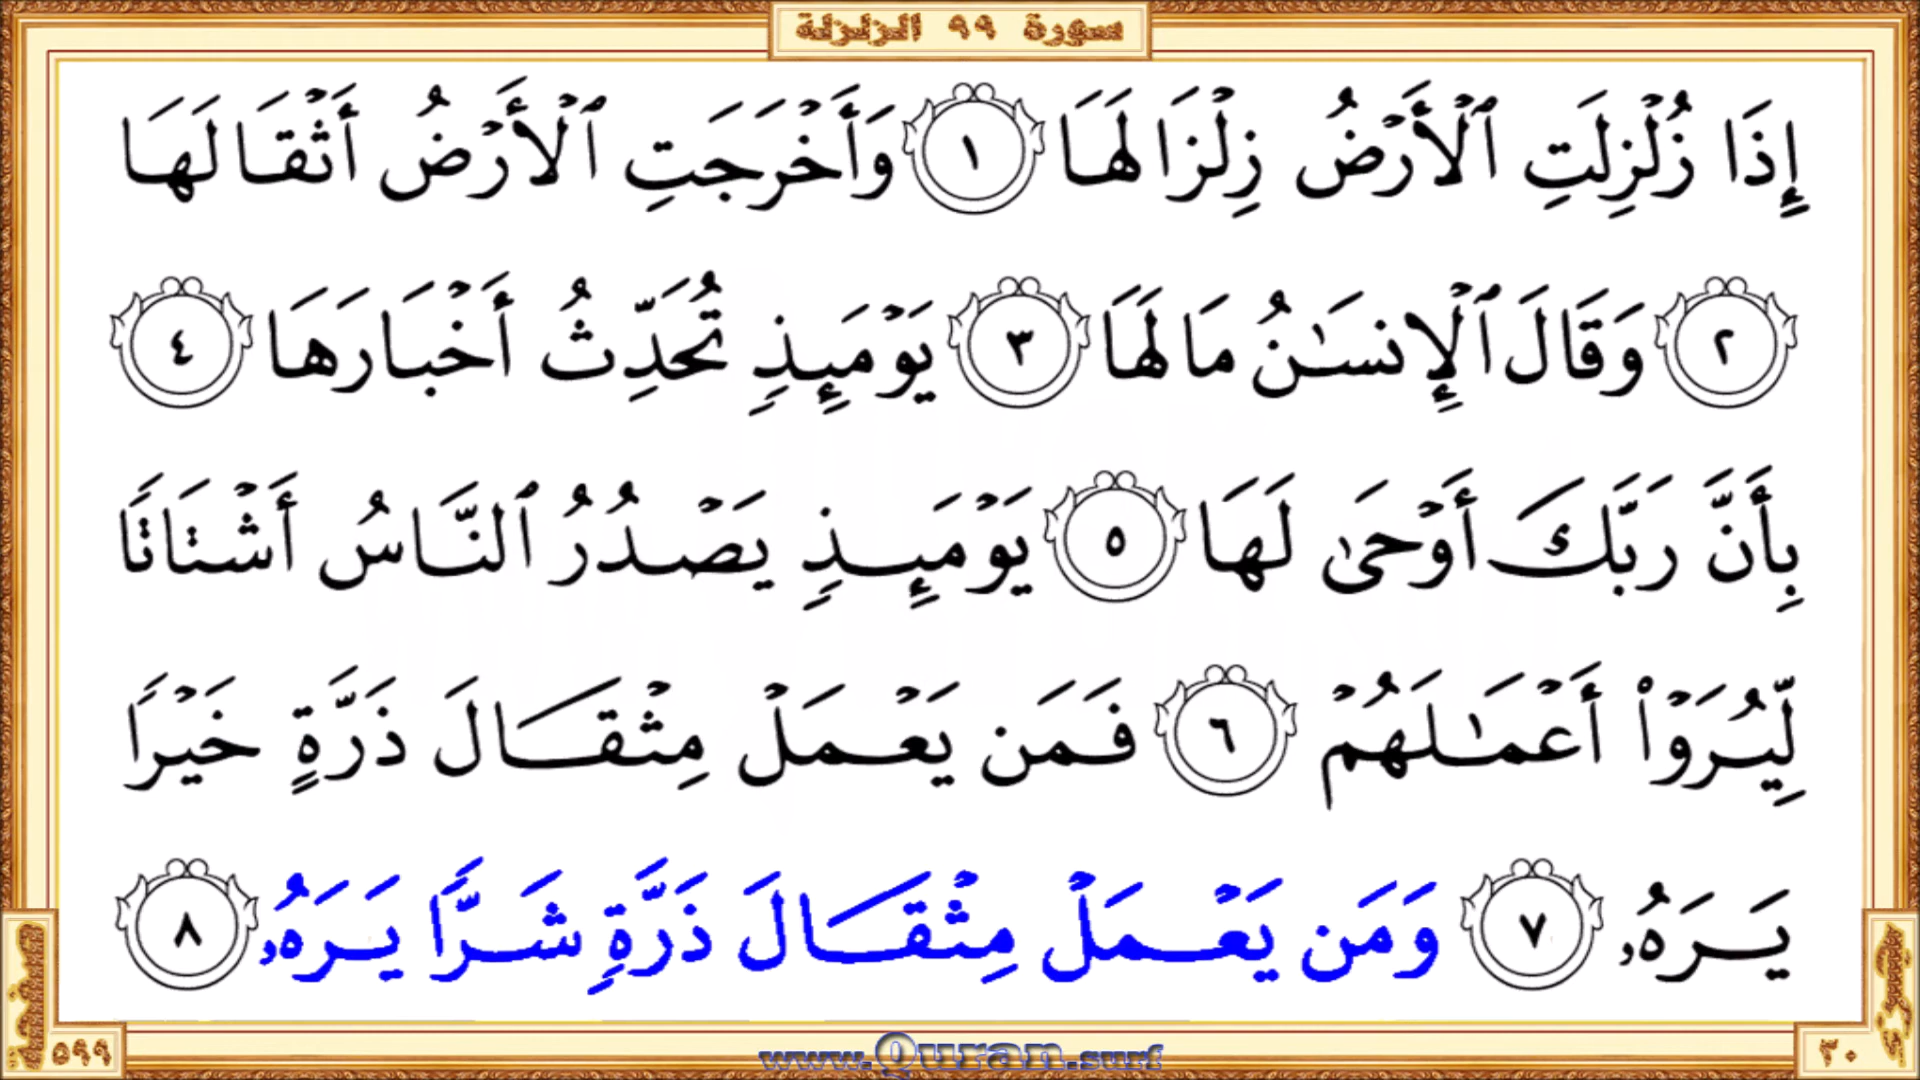 سورة ٩٩ الزلزلة
إِذَا زُلْزِلَتِ ٱلْأَرْضُ زِلْزَالَهَا ١ وَأَخْرَجَتِ ٱلْأَرْضُ أَثْقَالَهَا
٢ وَقَالَ ٱلْإِنسَـٰنُ مَا لَهَا ٣ يَوْمَئِذٍ تُحَدِّثُ أَخْبَارَهَا ٤
بِأَنَّ رَبَّكَ أَوْحَىٰ لَهَا ٥ يَوْمَئِذٍ يَصْدُرُ ٱلنَّاسُ أَشْتَاتًا
لِّيُرَوْا۟ أَعْمَـٰلَهُمْ ٦ فَمَن يَعْمَلْ مِثْقَالَ ذَرَّةٍ خَيْرًا
يَرَهُۥ ٧ وَمَن يَعْمَلْ مِثْقَالَ ذَرَّةٍ شَرًّا يَرَهُۥ ٨
صفحة ٥٩٩
٣٠
www.Quran.surf